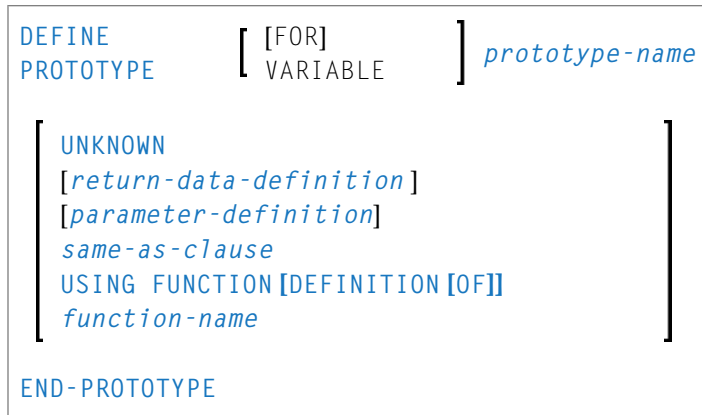 DEFINE [FOR]
PROTOTYPE VARIABLE prototype-name
UNKNOWN
[return-data-definition ]
[parameter-definition]
same-as-clause
USING FUNCTION [DEFINITION [OF]]
function-name
END-PROTOTYPE